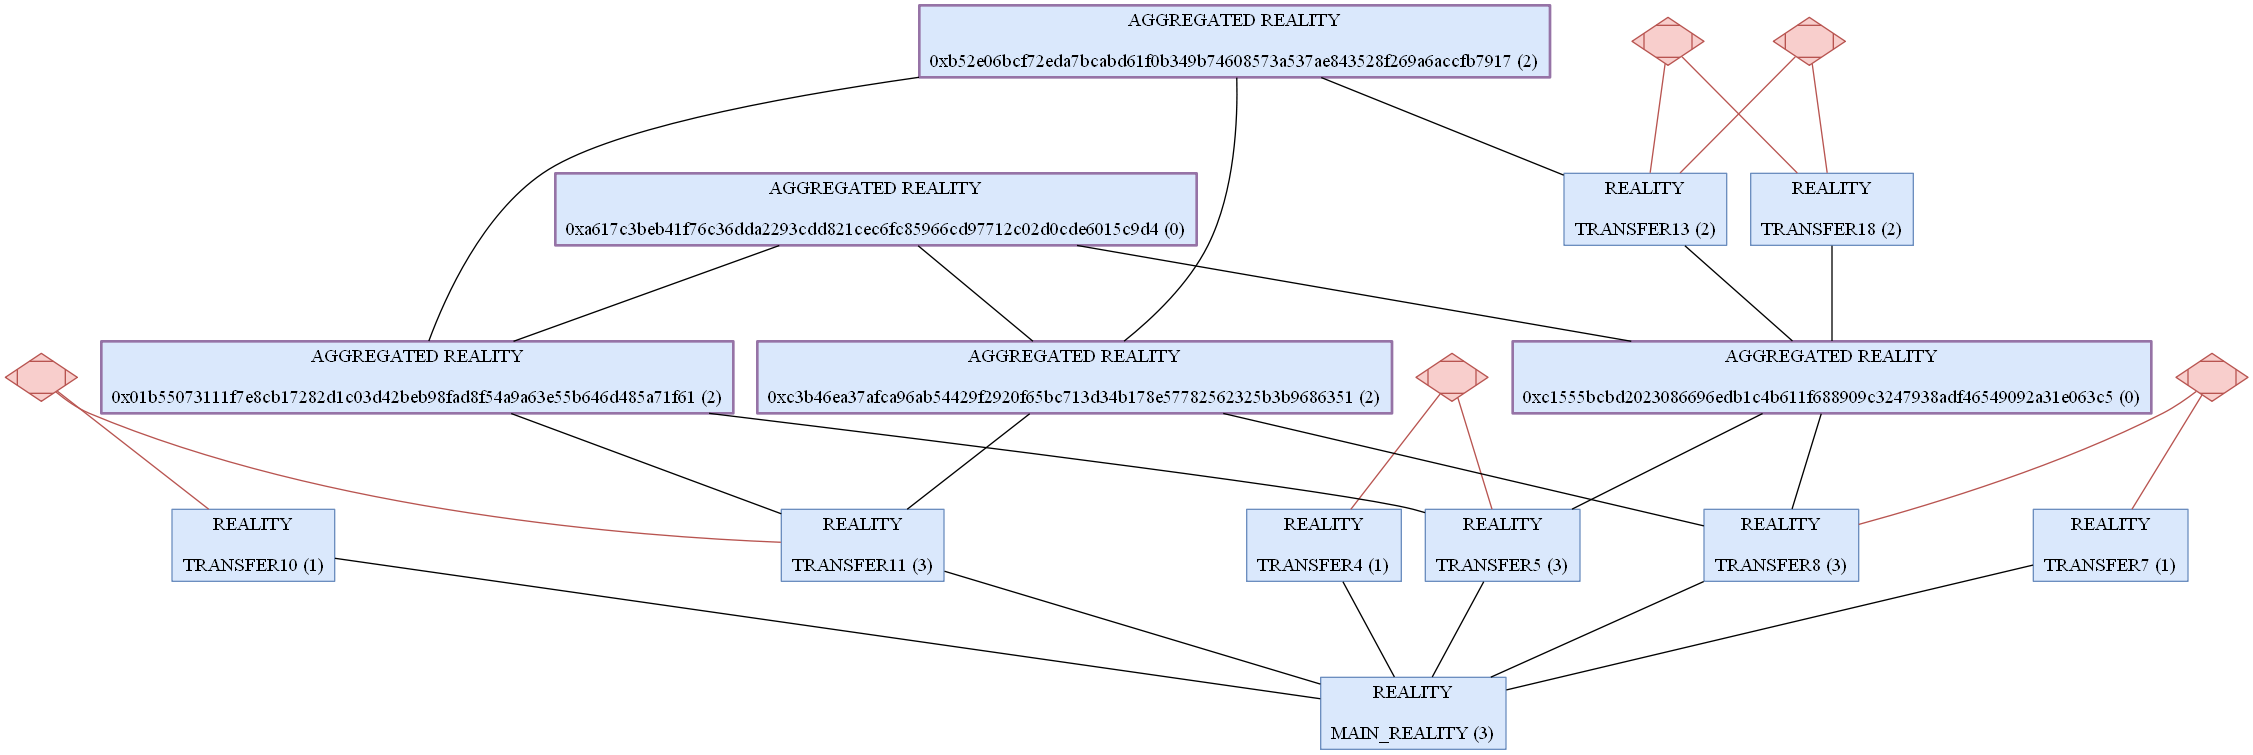 AGGREGATED REALITY
0xb52e06bcf72eda7bcabd61f0b349b74608573a537ae843528f269a6accfb7917 (2)
AGGREGATED REALITY
0xa617c3beb41f76c36dda2293cdd821cec6fc85966cd97712c02d0cde6015c9d4 (0)
REALITY
TRANSFER13 (2)
REALITY
TRANSFER18 (2)
AGGREGATED REALITY
0x01b55073111f7e8cb17282d1c03d42beb98fad8f54a9a63e55b646d485a71f61 (2)
AGGREGATED REALITY
0xc3b46ea37afca96ab54429f2920f65bc713d34b178e57782562325b3b9686351 (2)
AGGREGATED REALITY
0xc1555bcbd2023086696edb1c4b611f688909c3247938adf46549092a31e063c5 (0)
REALITY
TRANSFER10 (1)
REALITY
TRANSFER11 (3)
REALITY
TRANSFER4 (1)
REALITY
TRANSFER5 (3)
REALITY
TRANSFER8 (3)
REALITY
TRANSFER7 (1)
REALITY
MAIN_REALITY (3)